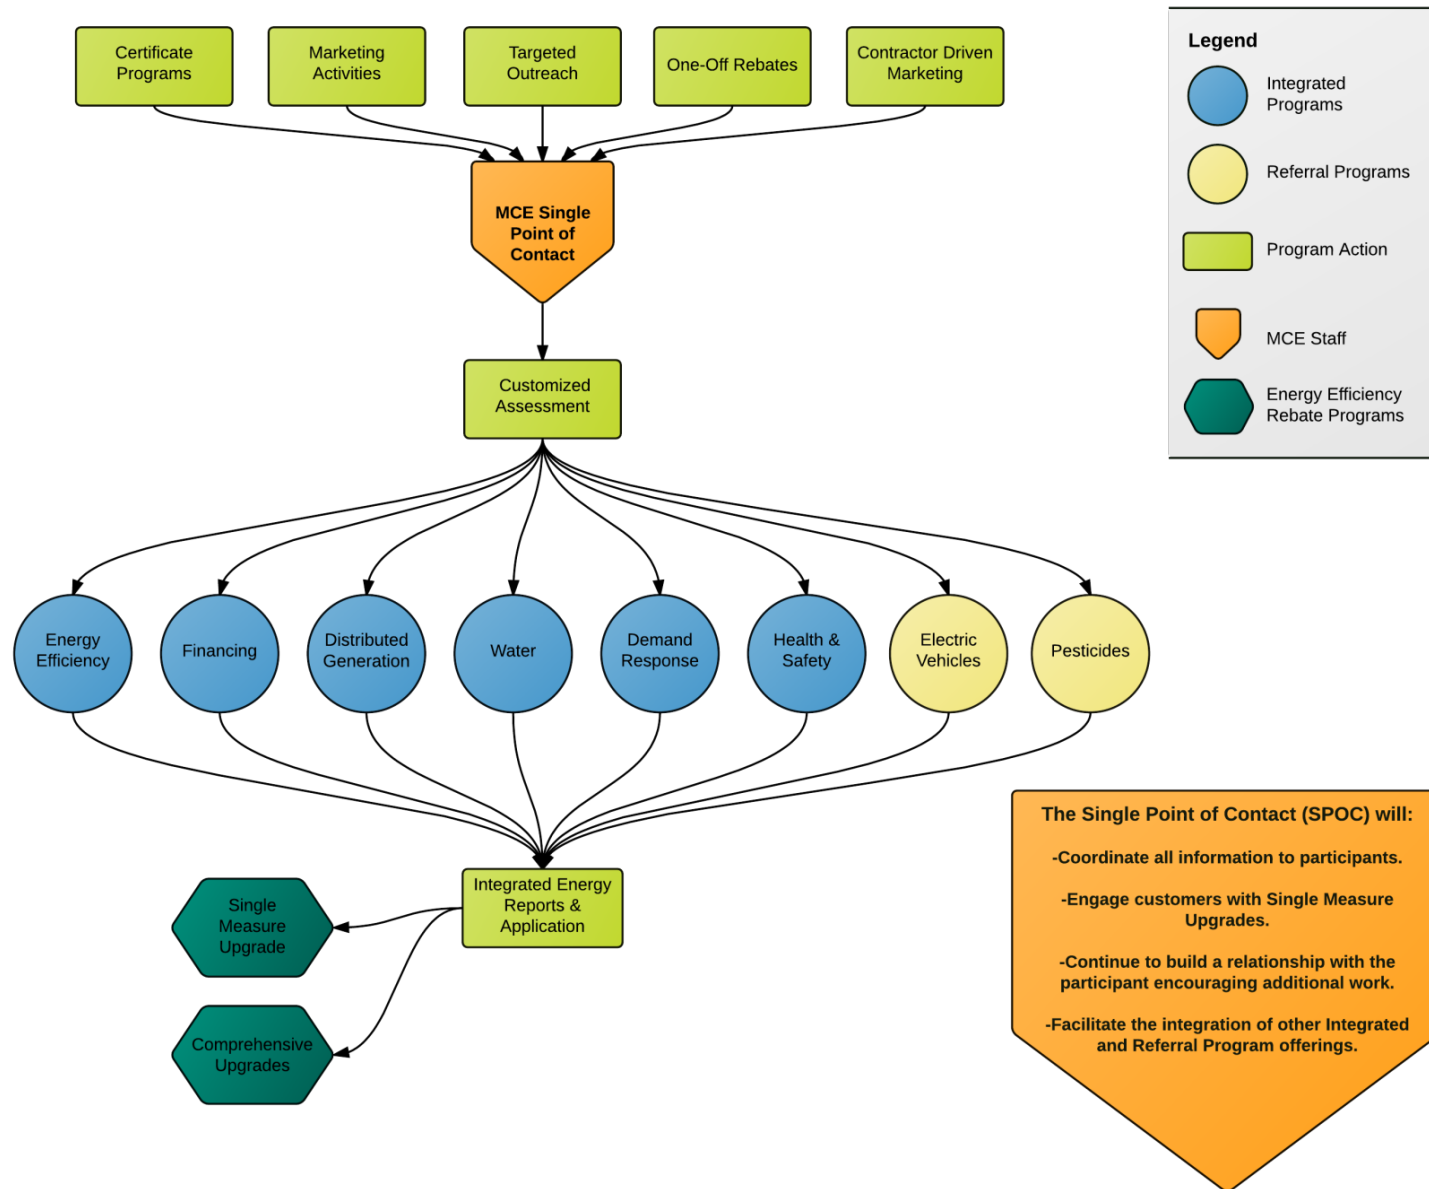 Certificate
Programs
Marketing
Activities
Targeted
Outreach
One-Off Rebates
Contractor Driven
Marketing
MCE Single
Point of
Contact
Customized
Assessment
Energy
Efficiency
Financing
Distributed
Generation
Water
Demand
Response
Health &
Safety
Electric
Vehicles
Pesticides
Integrated Energy
Reports &
Application
Single
Measure
Upgrade
Comprehensive
Upgrades
Legend
Integrated
Programs
Referral Programs
Program Action
MCE Staff
Energy Efficiency
Rebate Programs
The Single Point of Contact (SPOC) will:
-Coordinate all information to participants.
-Engage customers with Single Measure
Upgrades.
-Continue to build a relationship with the
participant encouraging additional work.
-Facilitate the integration of other Integrated
and Referral Program offerings.